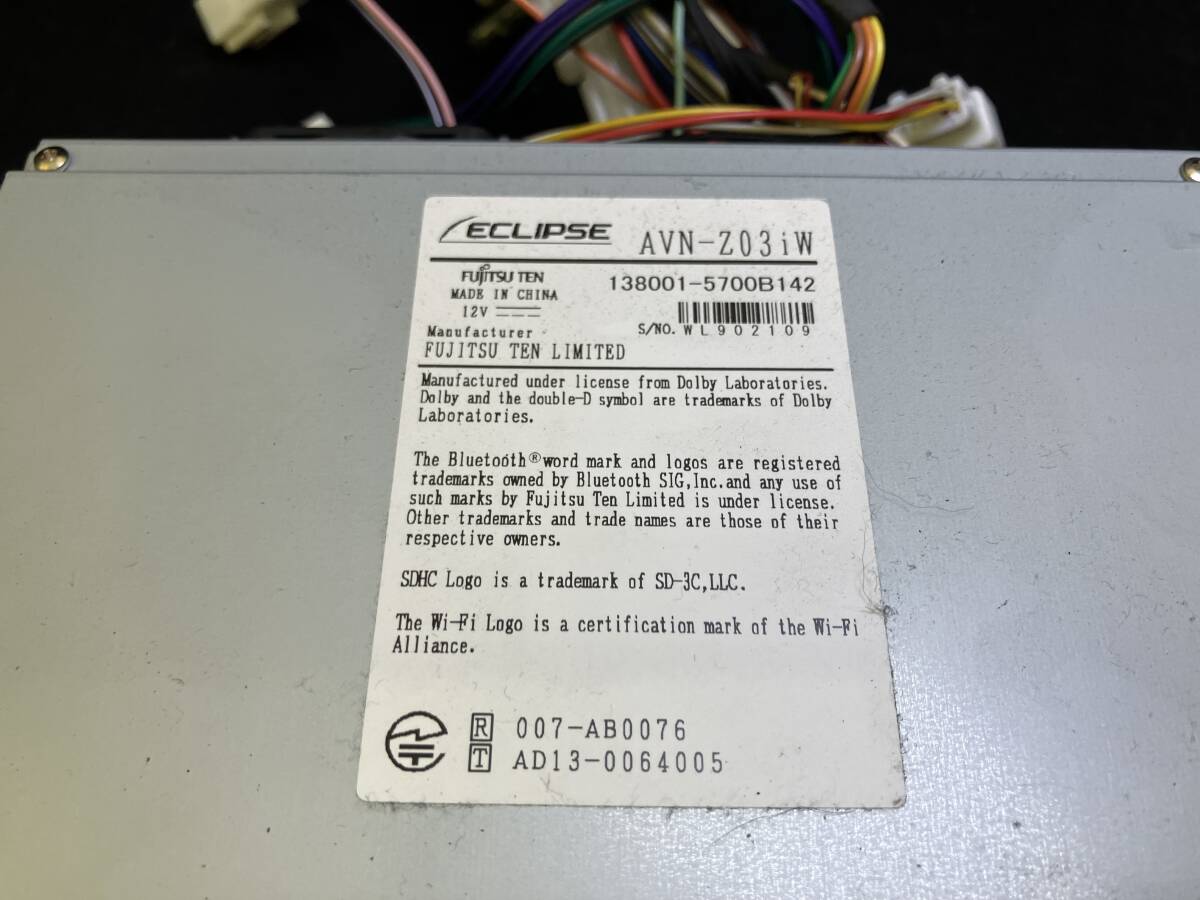 ECLIPSE AVN-Z03iW
FUJITSU TEN
MADE IN CHINA
12V
138001-5700B142
S/NO. WL902109
Manufacturer
FUJITSU TEN LIMITED
Manufactured under license from Dolby Laboratories.
Dolby and the double-D symbol are trademarks of Dolby
Laboratories.
The Bluetooth® word mark and logos are registered
trademarks owned by Bluetooth SIG,Inc.and any use of
such marks by Fujitsu Ten Limited is under license.
Other trademarks and trade names are those of their
respective owners.
SDHC Logo is a trademark of SD-3C,LLC.
The Wi-Fi Logo is a certification mark of the Wi-Fi
Alliance.
R 007-AB0076
T AD13-0064005